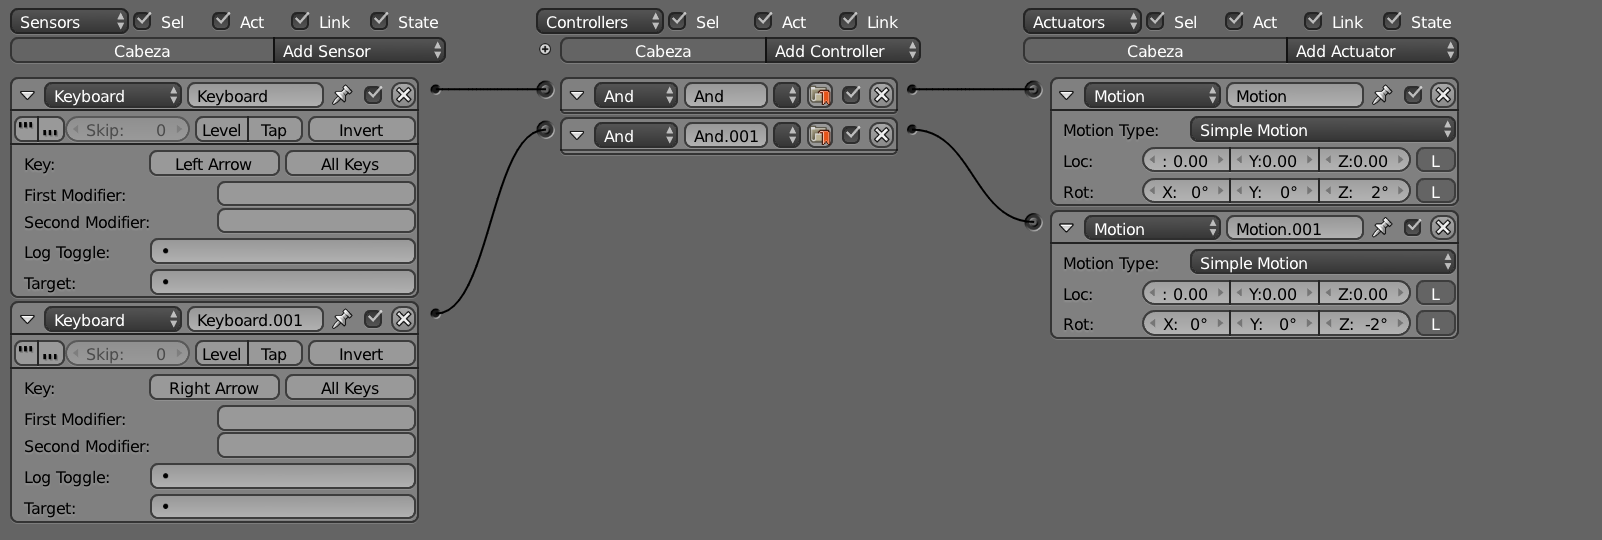 Sensors Sel Act Link State
Cabeza Add Sensor
Keyboard Keyboard
Skip: 0 Level Tap Invert
Key: Left Arrow All Keys
First Modifier:
Second Modifier:
Log Toggle:
Target:
Keyboard Keyboard.001
Skip: 0 Level Tap Invert
Key: Right Arrow All Keys
First Modifier:
Second Modifier:
Log Toggle:
Target:
Controllers Sel Act Link
Cabeza Add Controller
And And
And And.001
Actuators Sel Act Link State
Cabeza Add Actuator
Motion Motion
Motion Type: Simple Motion
Loc: : 0.00 Y:0.00 Z:0.00 L
Rot: X: 0° Y: 0° Z: 2° L
Motion Motion.001
Motion Type: Simple Motion
Loc: : 0.00 Y:0.00 Z:0.00 L
Rot: X: 0° Y: 0° Z: -2° L